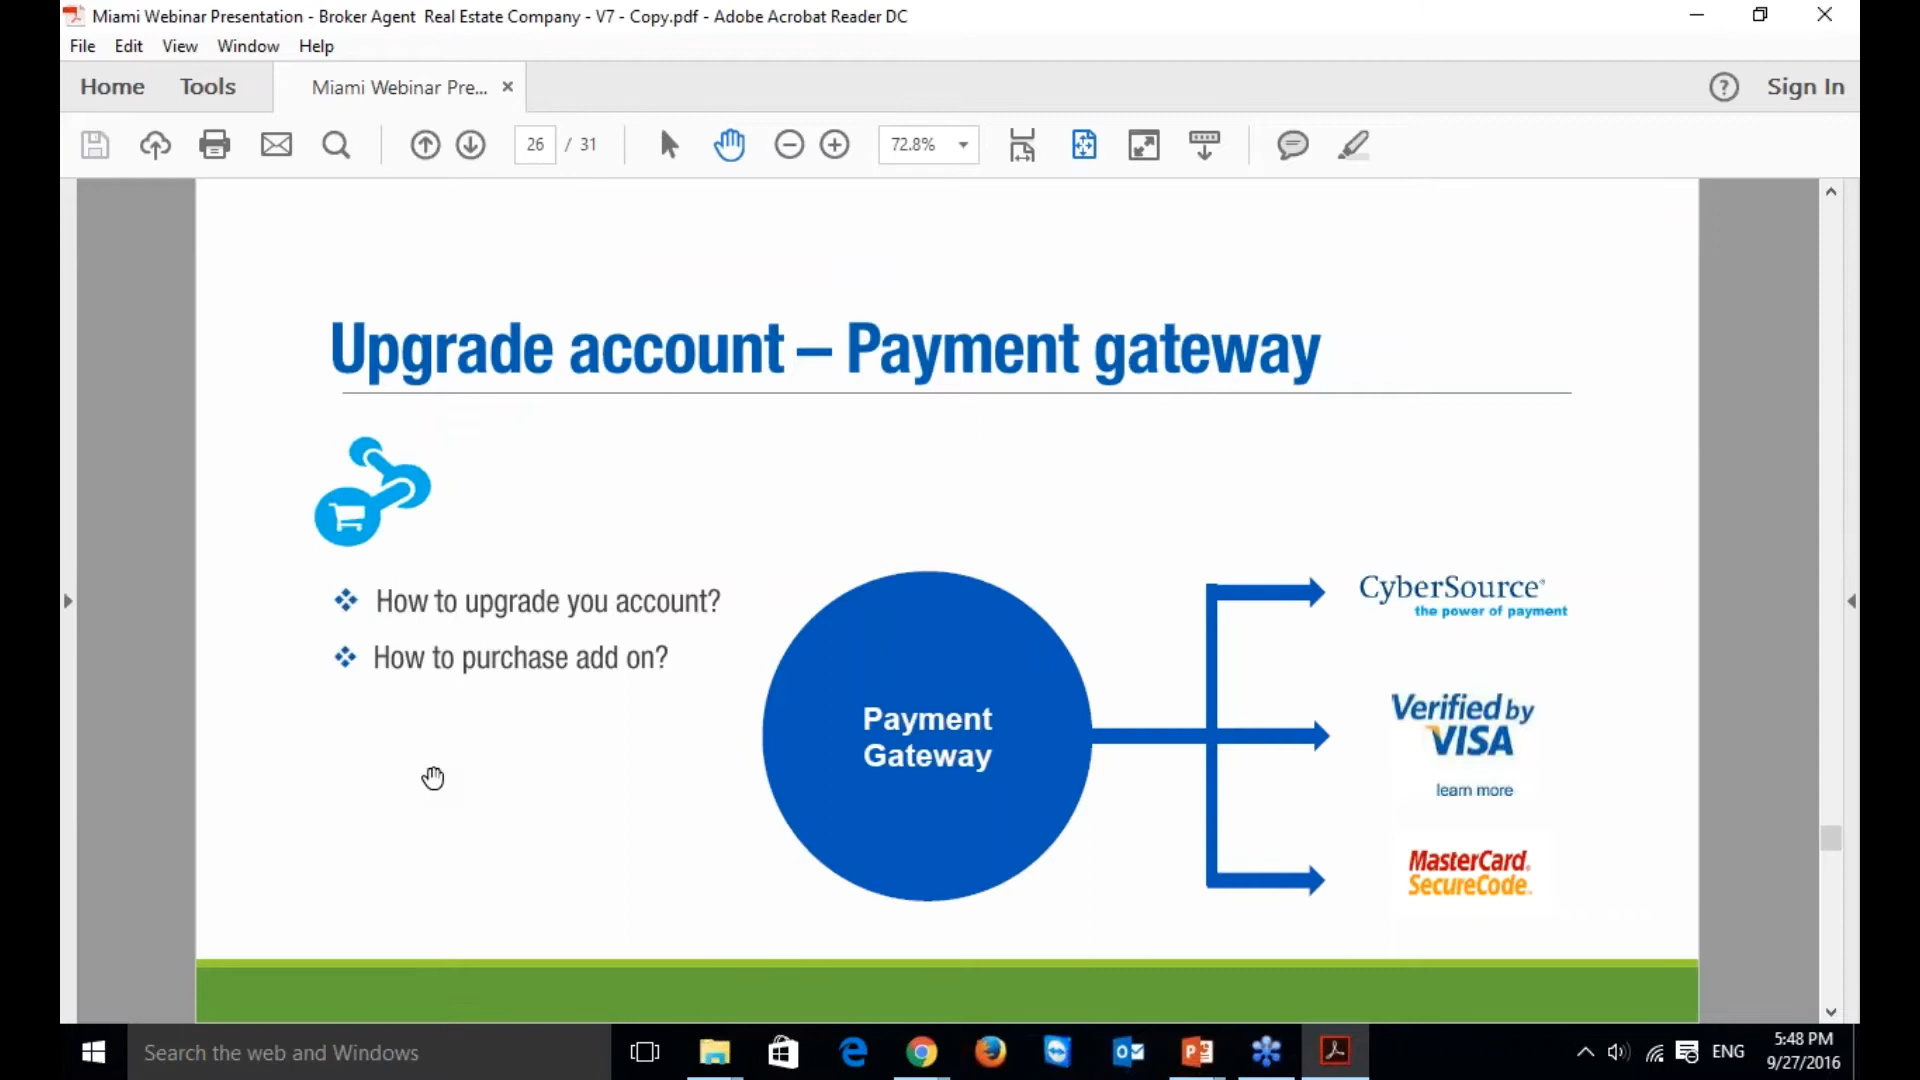 Miami Webinar Presentation - Broker Agent  Real Estate Company - V7 - Copy.pdf - Adobe Acrobat Reader DC
File Edit View Window Help
Home Tools Miami Webinar Pre... × ? Sign In
26 / 31 72.8%
Upgrade account – Payment gateway
How to upgrade you account?
How to purchase add on?
Payment
Gateway
CyberSource®
the power of payment
Verified by
VISA
learn more
MasterCard.
SecureCode.
Search the web and Windows
ENG
5:48 PM
9/27/2016